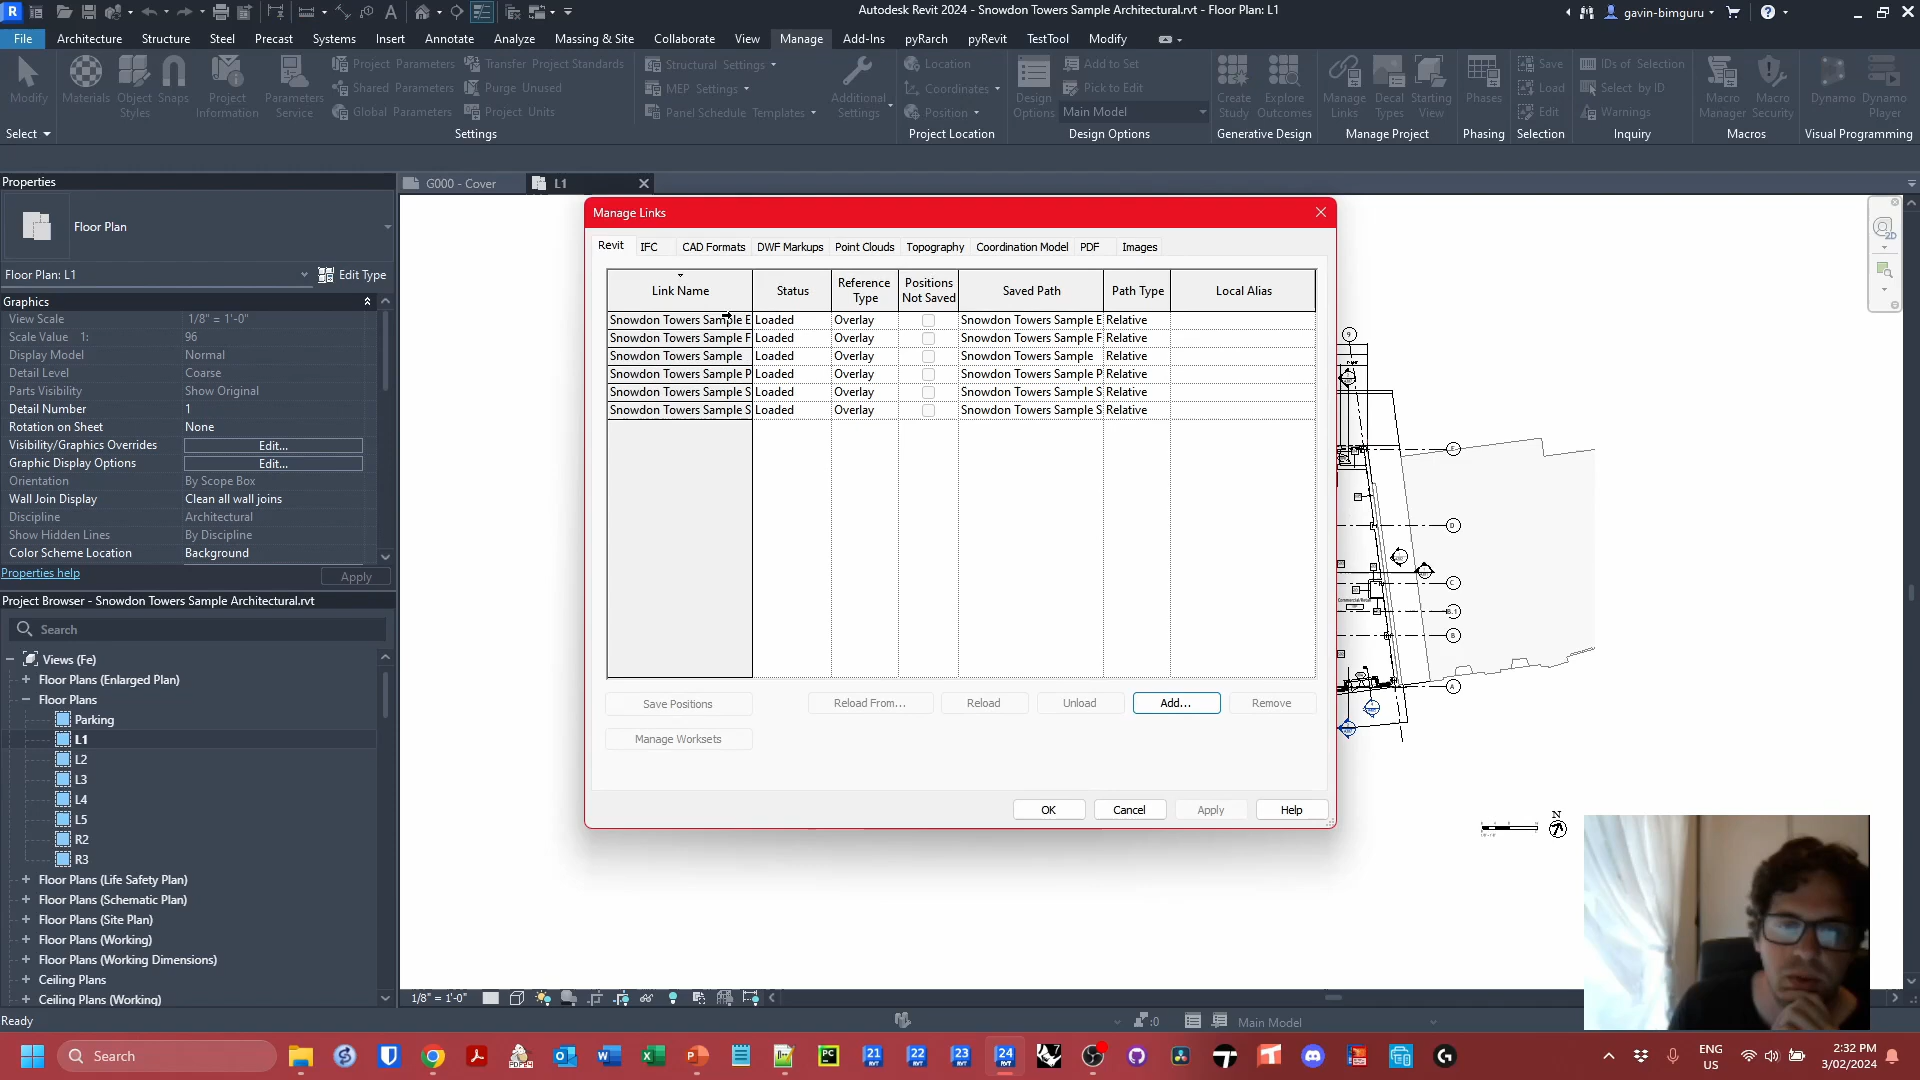 Autodesk Revit 2024 - Snowdon Towers Sample Architectural.rvt - Floor Plan: L1
gavin-bimguru
File
Architecture
Structure
Steel
Precast
Systems
Insert
Annotate
Analyze
Massing & Site
Collaborate
View
Manage
Add-Ins
pyRarch
pyRevit
TestTool
Modify
Modify
Materials
Object Styles
Snaps
Project Information
Parameters Service
Project Parameters
Shared Parameters
Global Parameters
Transfer Project Standards
Purge Unused
Project Units
Structural Settings
MEP Settings
Panel Schedule Templates
Additional Settings
Location
Coordinates
Position
Design Options
Add to Set
Pick to Edit
Main Model
Create Study
Explore Outcomes
Manage Links
Decal Types
Starting View
Phases
Save
Load
Edit
IDs of Selection
Select by ID
Warnings
Macro Manager
Macro Security
Dynamo
Dynamo Player
Select
Settings
Project Location
Design Options
Generative Design
Manage Project
Phasing
Selection
Inquiry
Macros
Visual Programming
Properties
Floor Plan
Floor Plan: L1
Edit Type
Graphics
View Scale 1/8" = 1'-0"
Scale Value 1: 96
Display Model Normal
Detail Level Coarse
Parts Visibility Show Original
Detail Number 1
Rotation on Sheet None
Visibility/Graphics Overrides Edit...
Graphic Display Options Edit...
Orientation By Scope Box
Wall Join Display Clean all wall joins
Discipline Architectural
Show Hidden Lines By Discipline
Color Scheme Location Background
Properties help
Apply
Project Browser - Snowdon Towers Sample Architectural.rvt
Search
Views (Fe)
Floor Plans (Enlarged Plan)
Floor Plans
Parking
L1
L2
L3
L4
L5
R2
R3
Floor Plans (Life Safety Plan)
Floor Plans (Schematic Plan)
Floor Plans (Site Plan)
Floor Plans (Working)
Floor Plans (Working Dimensions)
Ceiling Plans
Ceiling Plans (Working)
G000 - Cover
L1
Manage Links
Revit
IFC
CAD Formats
DWF Markups
Point Clouds
Topography
Coordination Model
PDF
Images
Link Name
Status
Reference Type
Positions Not Saved
Saved Path
Path Type
Local Alias
Snowdon Towers Sample E Loaded Overlay Snowdon Towers Sample E Relative
Snowdon Towers Sample F Loaded Overlay Snowdon Towers Sample F Relative
Snowdon Towers Sample Loaded Overlay Snowdon Towers Sample Relative
Snowdon Towers Sample P Loaded Overlay Snowdon Towers Sample P Relative
Snowdon Towers Sample S Loaded Overlay Snowdon Towers Sample S Relative
Snowdon Towers Sample S Loaded Overlay Snowdon Towers Sample S Relative
Save Positions
Reload From...
Reload
Unload
Add...
Remove
Manage Worksets
OK
Cancel
Apply
Help
9
F
D
C
B.1
B
A
N
1/8" = 1'-0"
Ready
:0
Main Model
Search
21
22
23
24
ENG
US
2:32 PM
3/02/2024